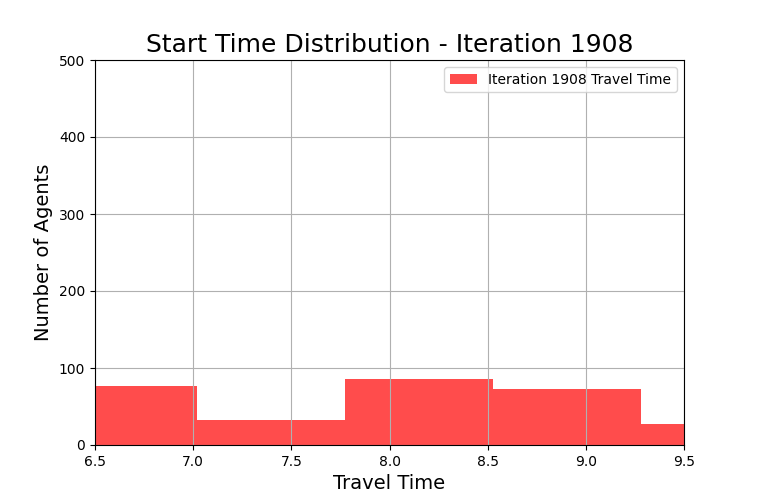 Start Time Distribution - Iteration 1908
500
Iteration 1908 Travel Time
400
300
200
100
0
Number of Agents
6.5 7.0 7.5 8.0 8.5 9.0 9.5
Travel Time